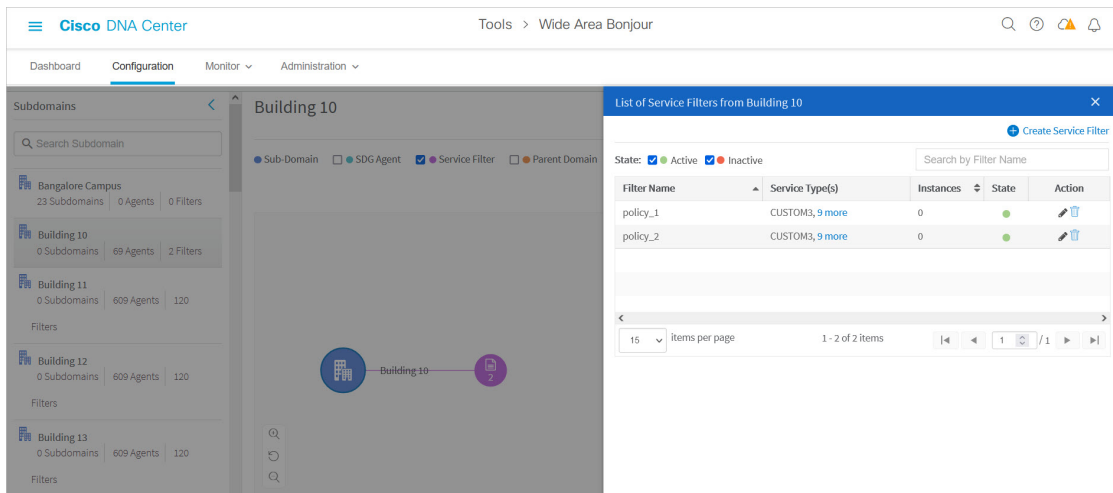 Cisco DNA Center
Tools > Wide Area Bonjour
Dashboard Configuration Monitor Administration
Subdomains
Search Subdomain
Bangalore Campus
23 Subdomains 0 Agents 0 Filters
Building 10
0 Subdomains 69 Agents 2 Filters
Building 11
0 Subdomains 609 Agents 120
Filters
Building 12
0 Subdomains 609 Agents 120
Filters
Building 13
0 Subdomains 609 Agents 120
Filters
Building 10
Sub-Domain SDG Agent Service Filter Parent Domain
Building 10
2
List of Service Filters from Building 10
Create Service Filter
State: Active Inactive Search by Filter Name
Filter Name Service Type(s) Instances State Action
policy_1 CUSTOM3, 9 more 0
policy_2 CUSTOM3, 9 more 0
15 items per page 1 - 2 of 2 items 1 / 1